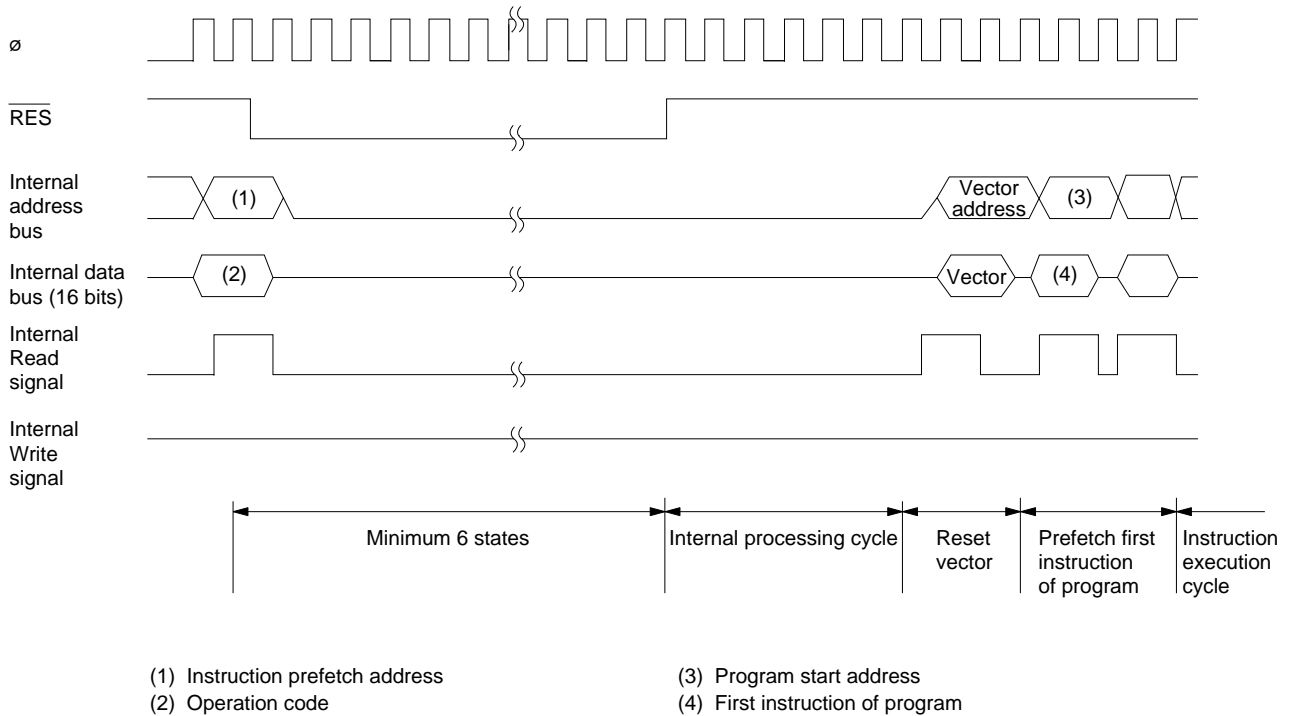 ø
RES
Internal
address
bus
(1)
Vector
address
(3)
Internal data
bus (16 bits)
(2)
Vector
(4)
Internal
Read
signal
Internal
Write
signal
Minimum 6 states
Internal processing cycle
Reset
vector
Prefetch first
instruction
of program
Instruction
execution
cycle
(1) Instruction prefetch address
(2) Operation code
(3) Program start address
(4) First instruction of program